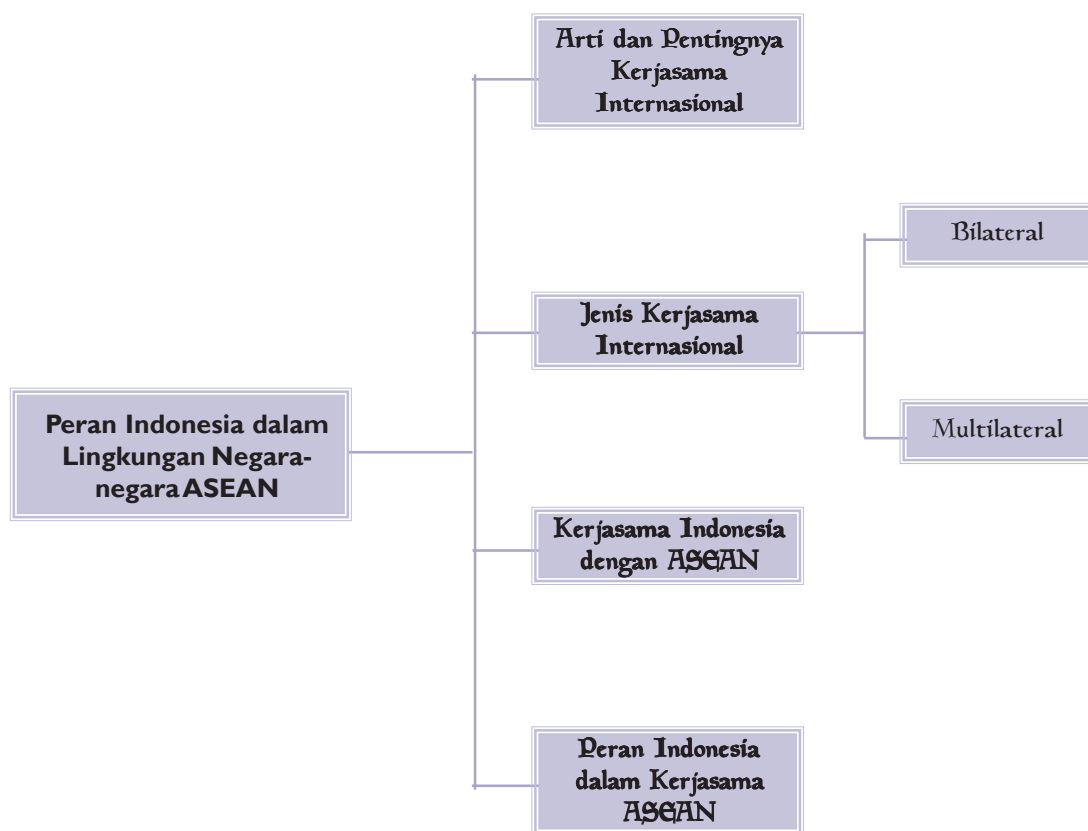 Arti dan Pentingnya
Kerjasama
Internasional
Bilateral
Jenis Kerjasama
Internasional
Peran Indonesia dalam
Lingkungan Negara-
negara ASEAN
Multilateral
Kerjasama Indonesia
dengan ASEAN
Peran Indonesia
dalam Kerjasama
ASEAN